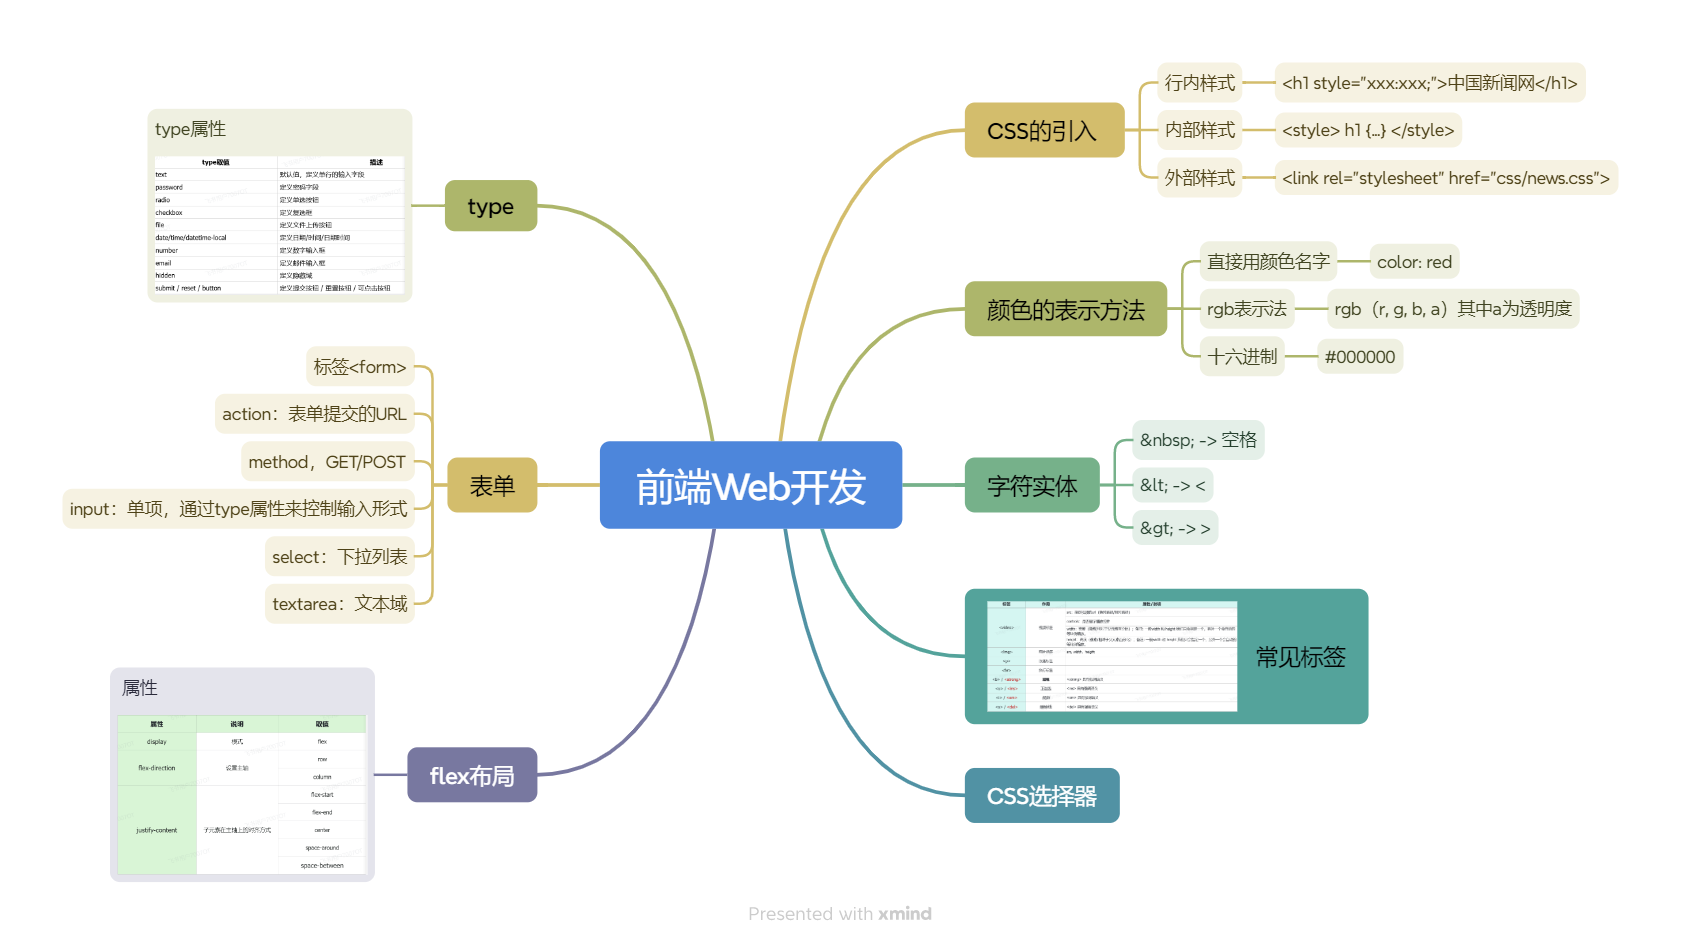 前端Web开发
CSS的引入
行内样式
<h1 style="xxx:xxx;">中国新闻网</h1>
内部样式
<style> h1 {...} </style>
外部样式
<link rel="stylesheet" href="css/news.css">
颜色的表示方法
直接用颜色名字
color: red
rgb表示法
rgb（r, g, b, a）其中a为透明度
十六进制
#000000
字符实体
&nbsp; -> 空格
&lt; -> <
&gt; -> >
常见标签
标签 作用 属性/说明
<video>
<img> src, width, height
<b> / <strong>
CSS选择器
type
type属性
type取值 描述
text 默认值，定义单行的输入字段
password 定义密码字段
radio 定义单选按钮
checkbox 定义复选框
file 定义文件上传按钮
date/time/datetime-local 定义日期/时间/日期时间
number 定义数字输入框
email 定义邮件输入框
hidden 定义隐藏域
submit / reset / button 定义提交按钮 / 重置按钮 / 可点击按钮
表单
标签<form>
action：表单提交的URL
method，GET/POST
input：单项，通过type属性来控制输入形式
select：下拉列表
textarea：文本域
flex布局
属性
属性 说明 取值
display 模式 flex
flex-direction 设置主轴 row
column
justify-content 子元素在主轴上的对齐方式 flex-start
flex-end
center
space-around
space-between
Presented with xmind